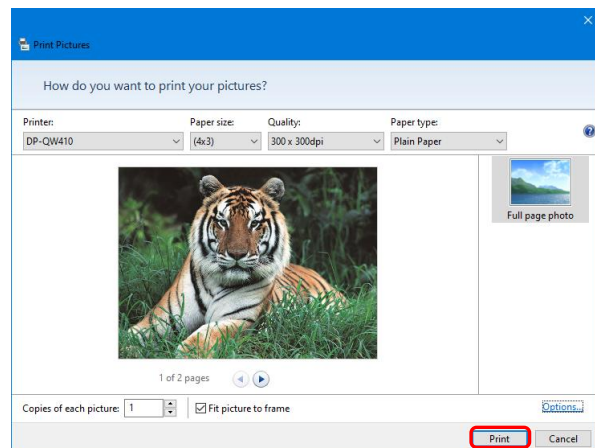 Print Pictures
How do you want to print your pictures?
Printer: Paper size: Quality: Paper type:
DP-QW410 (4x3) 300 x 300dpi Plain Paper
Full page photo
1 of 2 pages
Copies of each picture: 1 Fit picture to frame Options...
Print Cancel